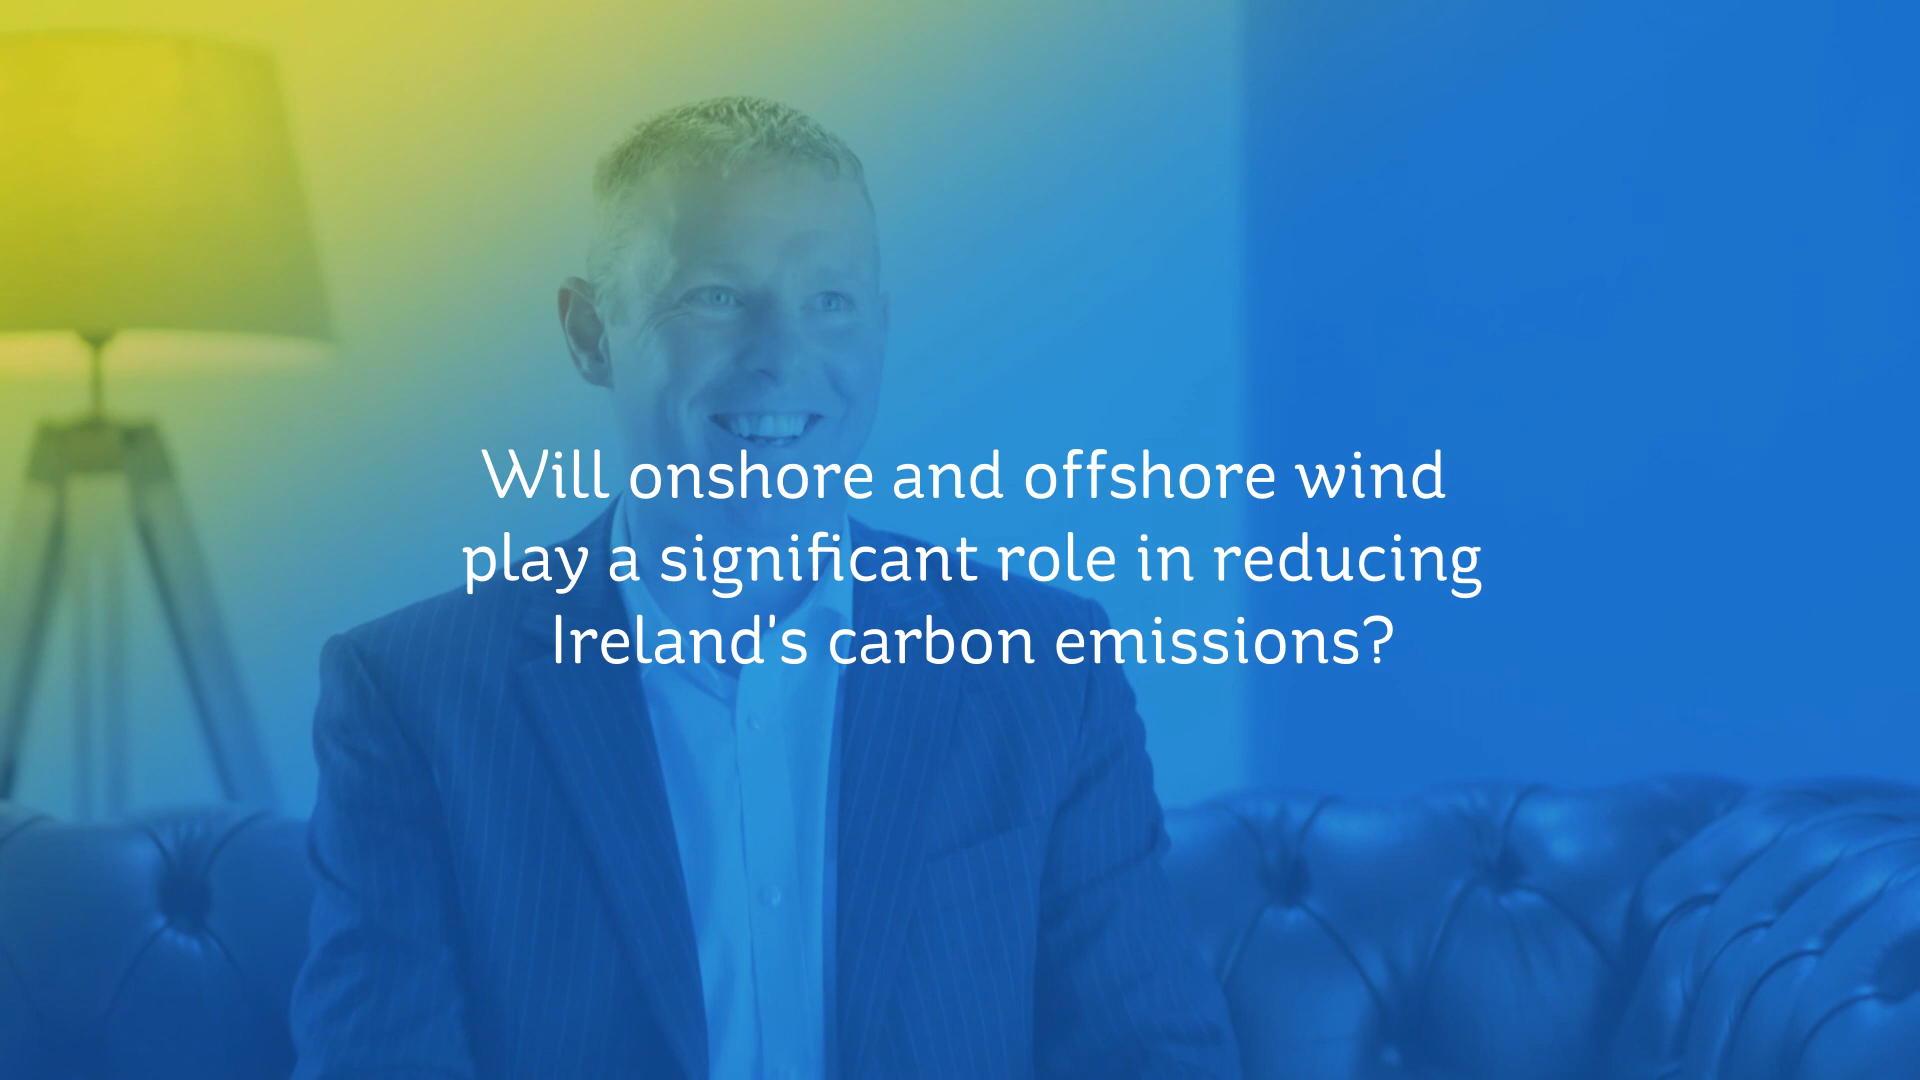 Will onshore and offshore wind
play a significant role in reducing
Ireland's carbon emissions?